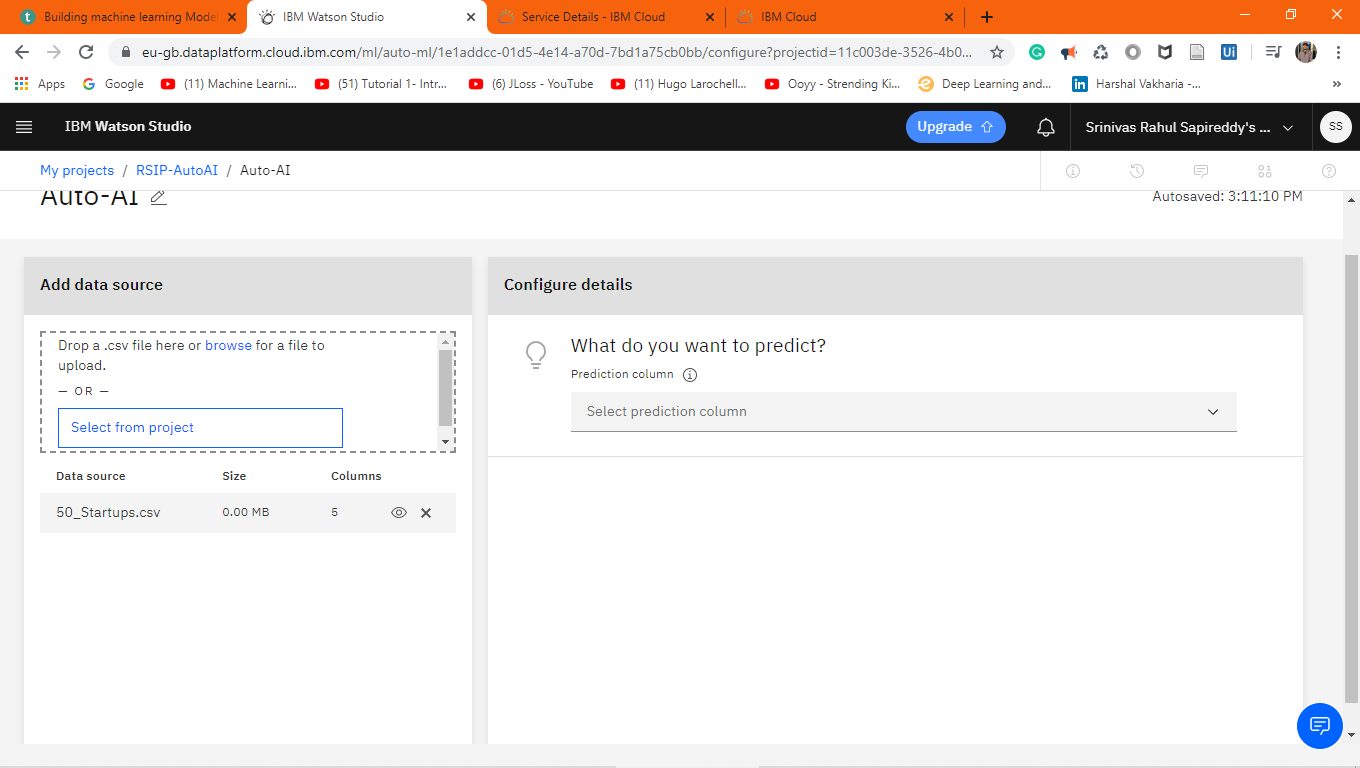 Building machine learning Mode
IBM Watson Studio
Service Details - IBM Cloud
IBM Cloud
eu-gb.dataplatform.cloud.ibm.com/ml/auto-ml/1e1addcc-01d5-4e14-a70d-7bd1a75cb0bb/configure?projectid=11c003de-3526-4b0...
Apps
Google
(11) Machine Learni...
(51) Tutorial 1- Intr...
(6) JLoss - YouTube
(11) Hugo Larochell...
Ooyy - Strending Ki...
Deep Learning and...
Harshal Vakharia -...
IBM Watson Studio
Upgrade
Srinivas Rahul Sapireddy's ...
SS
My projects / RSIP-AutoAI / Auto-AI
Auto-AI
Autosaved: 3:11:10 PM
Add data source
Drop a .csv file here or browse for a file to
upload.
— OR —
Select from project
Data source Size Columns
50_Startups.csv 0.00 MB 5
Configure details
What do you want to predict?
Prediction column
Select prediction column